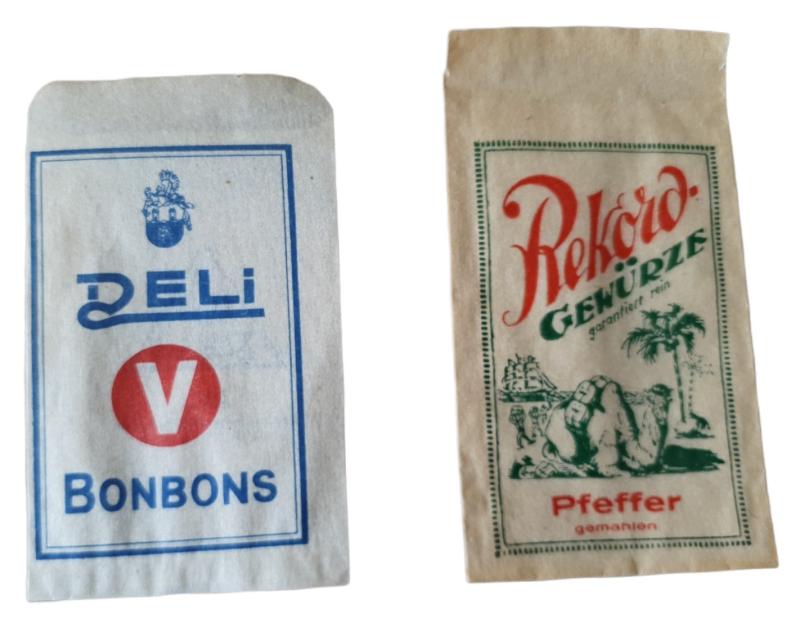 DELi
V
BONBONS
Rekord-
GEWÜRZE
garantiert rein
Pfeffer
gemahlen